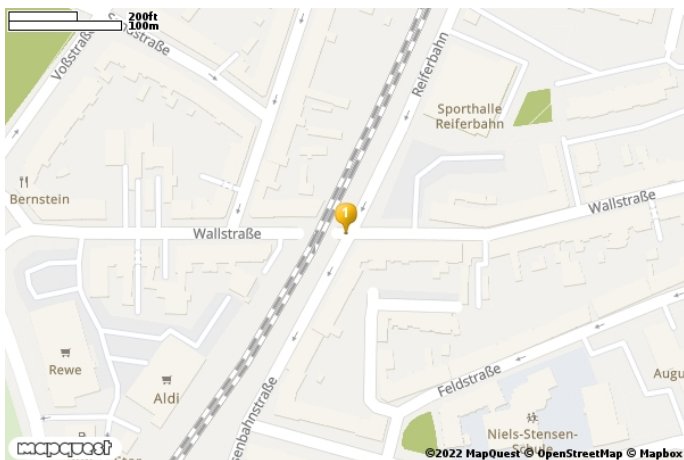 200ft
100m
Voßstraße
Reiferbahn
Sporthalle
Reiferbahn
Bernstein
1
Wallstraße
Wallstraße
Rewe
Aldi
Feldstraße
Niels-Stensen-
Schule
mapquest
©2022 MapQuest © OpenStreetMap © Mapbox